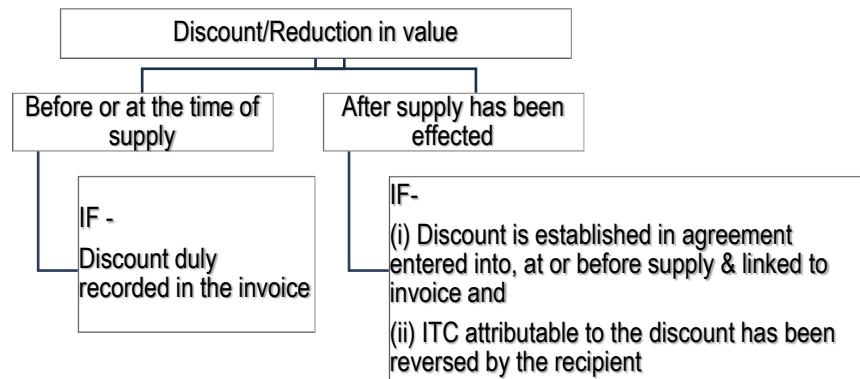 Discount/Reduction in value
Before or at the time of
supply
After supply has been
effected
IF -
Discount duly
recorded in the invoice
IF-
(i) Discount is established in agreement
entered into, at or before supply & linked to
invoice and
(ii) ITC attributable to the discount has been
reversed by the recipient